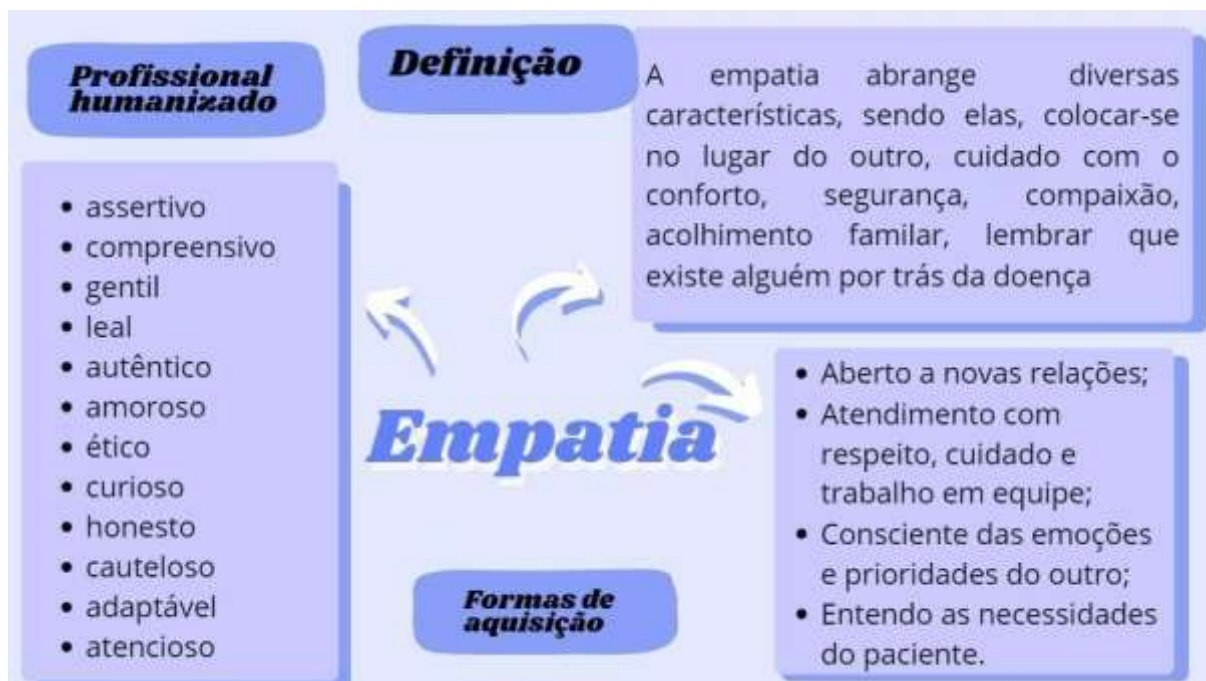 Profissional
humanizado
• assertivo
• compreensivo
• gentil
• leal
• autêntico
• amoroso
• ético
• curioso
• honesto
• cauteloso
• adaptável
• atencioso
Definição
A empatia abrange diversas
características, sendo elas, colocar-se
no lugar do outro, cuidado com o
conforto, segurança, compaixão,
acolhimento familar, lembrar que
existe alguém por trás da doença
Empatia
Formas de
aquisição
• Aberto a novas relações;
• Atendimento com
respeito, cuidado e
trabalho em equipe;
• Consciente das emoções
e prioridades do outro;
• Entendo as necessidades
do paciente.